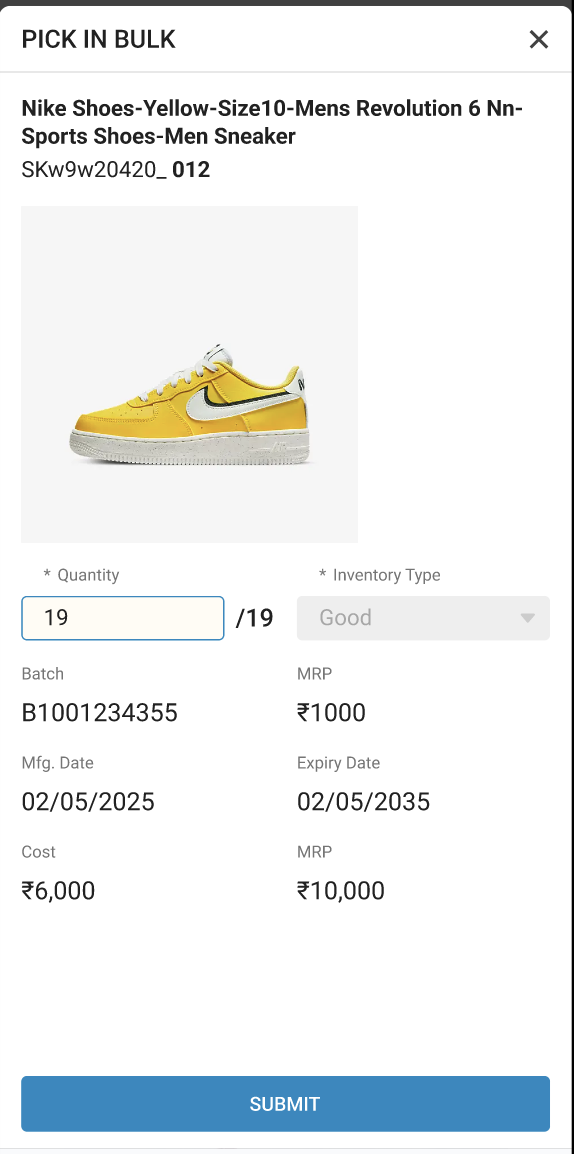 PICK IN BULK
Nike Shoes-Yellow-Size10-Mens Revolution 6 Nn-
Sports Shoes-Men Sneaker
SKw9w20420_ 012
* Quantity
* Inventory Type
19 /19
Good
Batch
MRP
B1001234355
₹1000
Mfg. Date
Expiry Date
02/05/2025
02/05/2035
Cost
MRP
₹6,000
₹10,000
SUBMIT